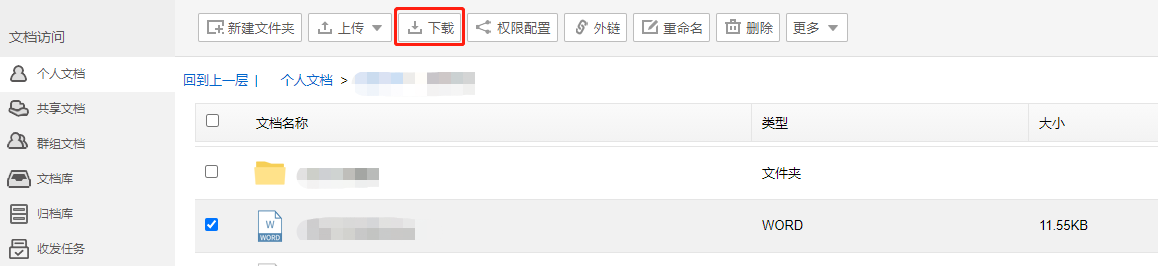 文档访问
个人文档
共享文档
群组文档
文档库
归档库
收发任务
新建文件夹 上传 下载 权限配置 外链 重命名 删除 更多
回到上一层 | 个人文档 >
文档名称 类型 大小
文件夹
W WORD WORD 11.55KB